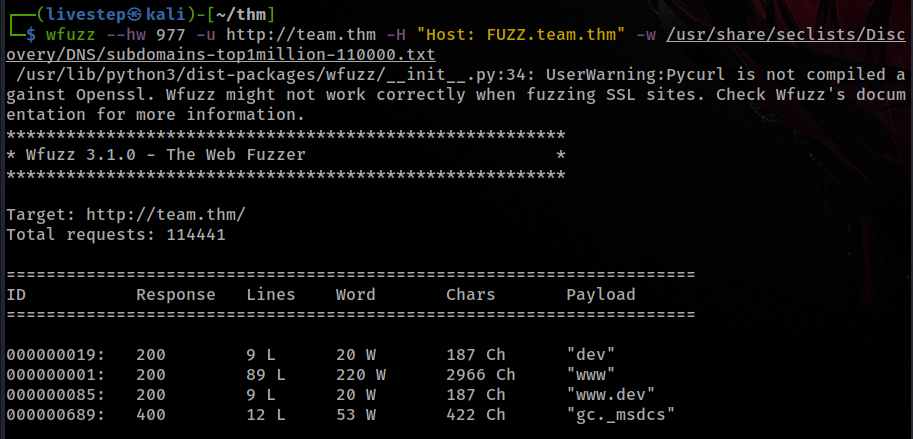 ┌──(livestep㉿kali)-[~/thm]
└─$ wfuzz --hw 977 -u http://team.thm -H "Host: FUZZ.team.thm" -w /usr/share/seclists/Disc
overy/DNS/subdomains-top1million-110000.txt
 /usr/lib/python3/dist-packages/wfuzz/__init__.py:34: UserWarning:Pycurl is not compiled a
gainst Openssl. Wfuzz might not work correctly when fuzzing SSL sites. Check Wfuzz's docum
entation for more information.
********************************************************
* Wfuzz 3.1.0 - The Web Fuzzer                         *
********************************************************

Target: http://team.thm/
Total requests: 114441

=====================================================================
ID           Response   Lines    Word       Chars       Payload
=====================================================================

000000019:   200        9 L      20 W       187 Ch      "dev"
000000001:   200        89 L     220 W      2966 Ch     "www"
000000085:   200        9 L      20 W       187 Ch      "www.dev"
000000689:   400        12 L     53 W       422 Ch      "gc._msdcs"